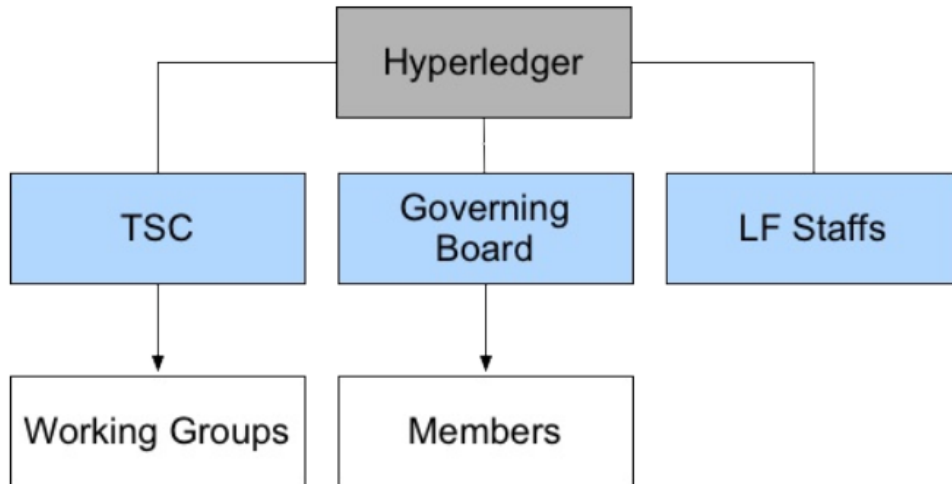 Hyperledger
TSC
Governing
Board
LF Staffs
Working Groups
Members